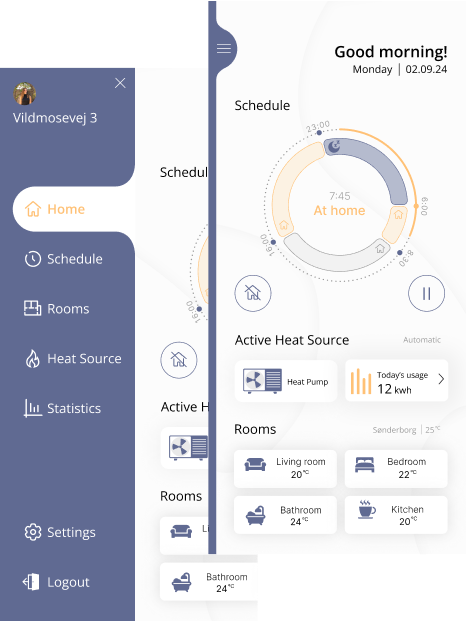 Vildmosevej 3
Home
Schedule
Rooms
Heat Source
Statistics
Settings
Logout
Schedul
16:00
Active H
Rooms
Li
Bathroom
24°C
Good morning!
Monday | 02.09.24
Schedule
23:00
6:00
8:30
16:00
7:45
At home
Active Heat Source
Automatic
Heat Pump
Today's usage
12 kwh
Rooms
Sønderborg | 25°C
Living room
20°C
Bedroom
22°C
Bathroom
24°C
Kitchen
20°C